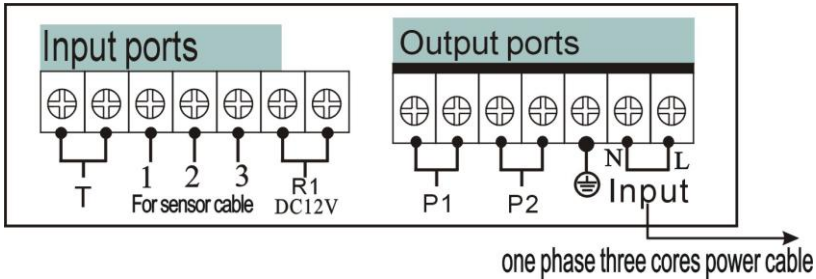 Input ports
Output ports
T
1 2 3
For sensor cable
R1
DC12V
P1
P2
N
L
Input
one phase three cores power cable